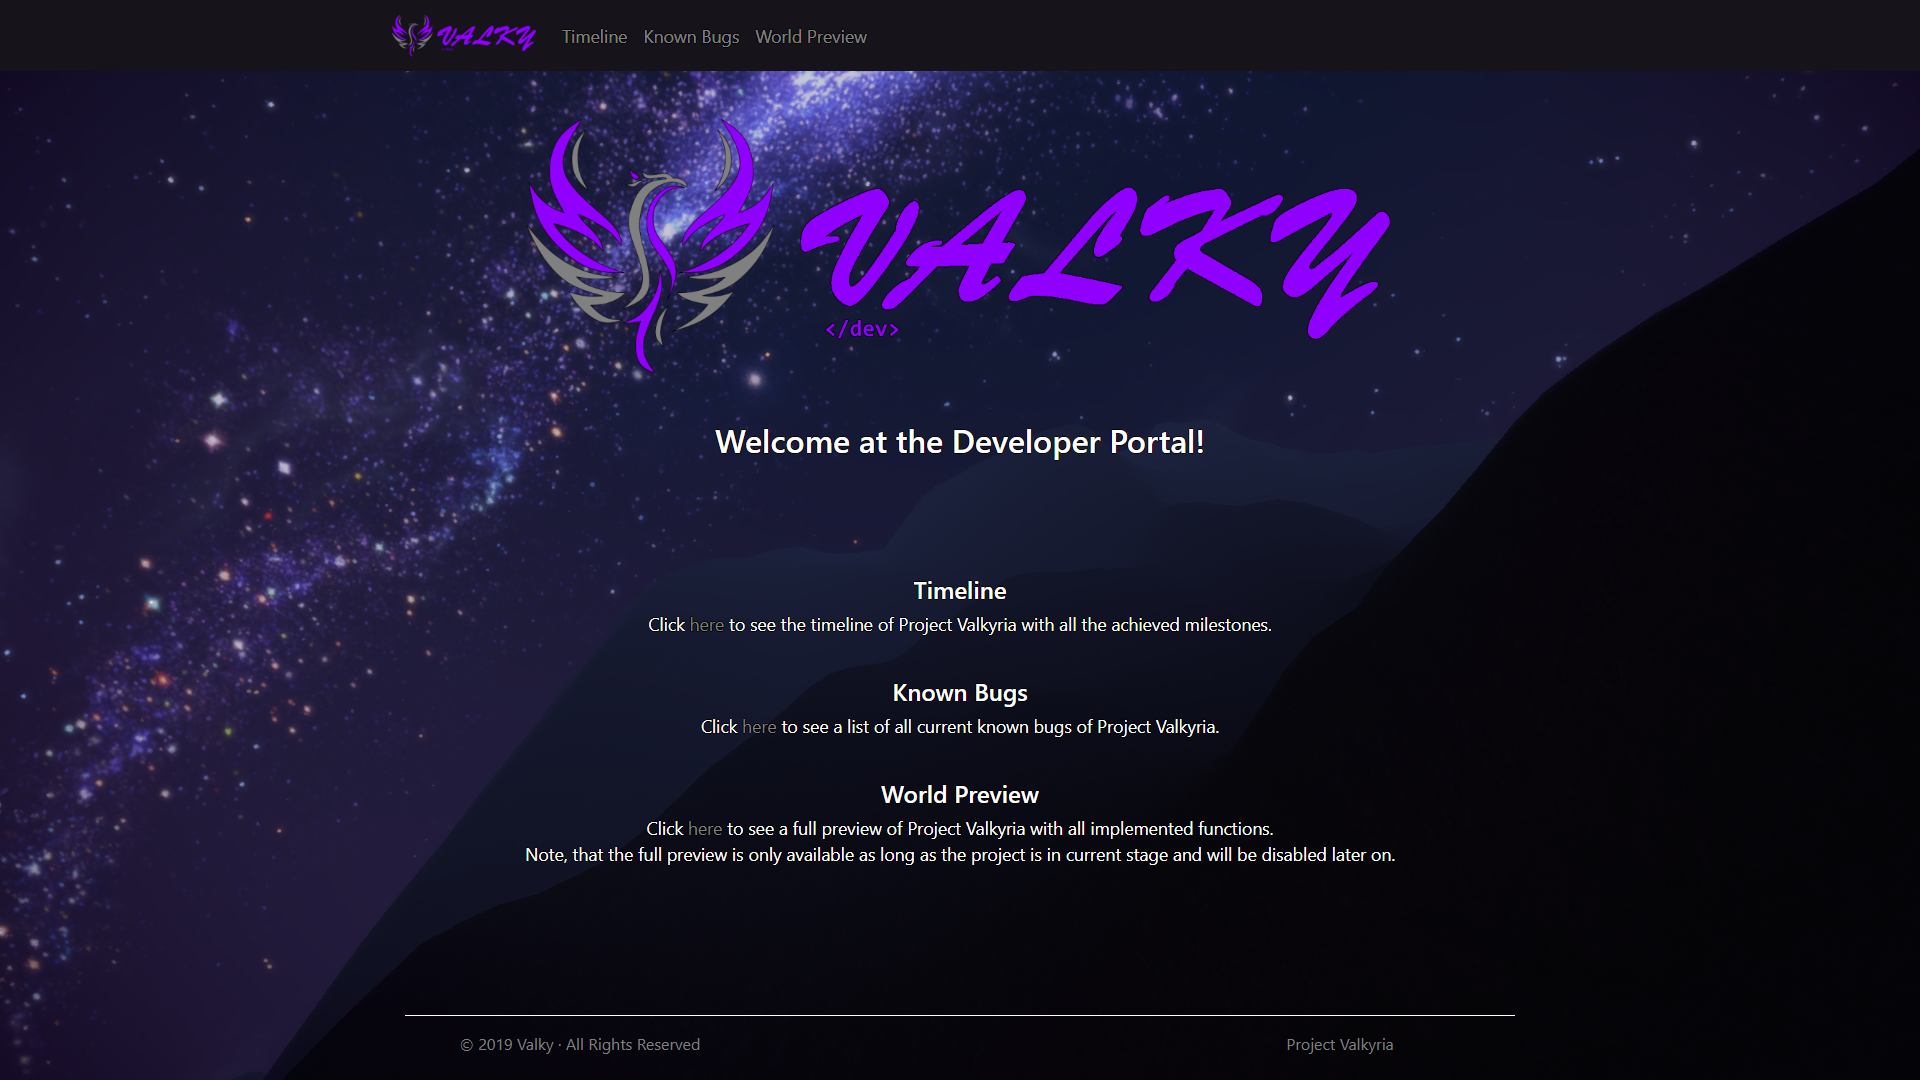 VALKY
Timeline Known Bugs World Preview
VALKY
</dev>
Welcome at the Developer Portal!
Timeline
Click here to see the timeline of Project Valkyria with all the achieved milestones.
Known Bugs
Click here to see a list of all current known bugs of Project Valkyria.
World Preview
Click here to see a full preview of Project Valkyria with all implemented functions.
Note, that the full preview is only available as long as the project is in current stage and will be disabled later on.
© 2019 Valky · All Rights Reserved
Project Valkyria